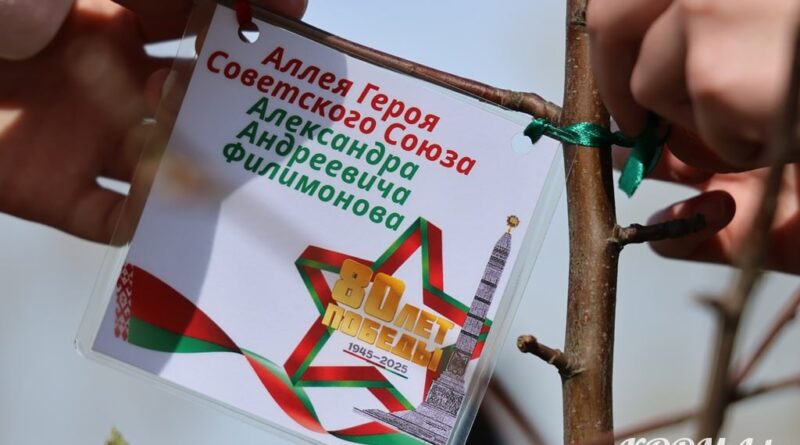 Аллея Героя
Советского Союза
Александра
Андреевича
Филимонова
80 ЛЕТ
ПОБЕДЫ
1945-2025